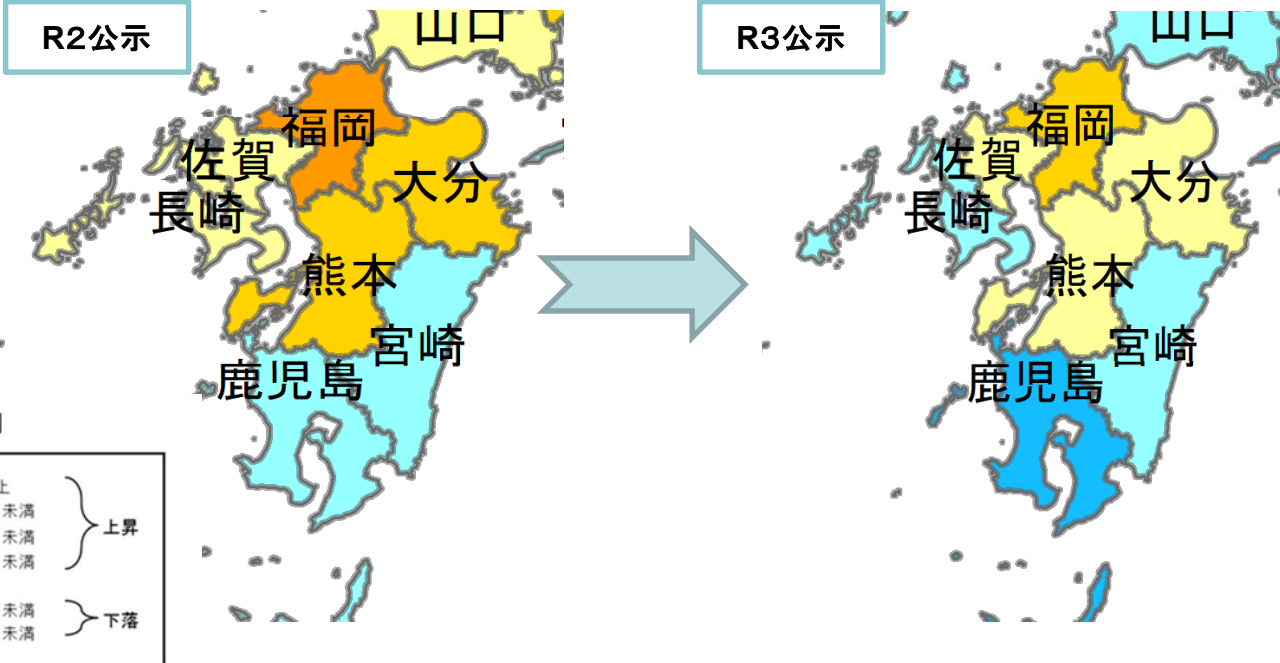 R2公示
山口
福岡
佐賀
大分
長崎
熊本
宮崎
鹿児島
上
未満
未満
未満
上昇
未満
未満
下落
R3公示
山口
福岡
佐賀
大分
長崎
熊本
宮崎
鹿児島